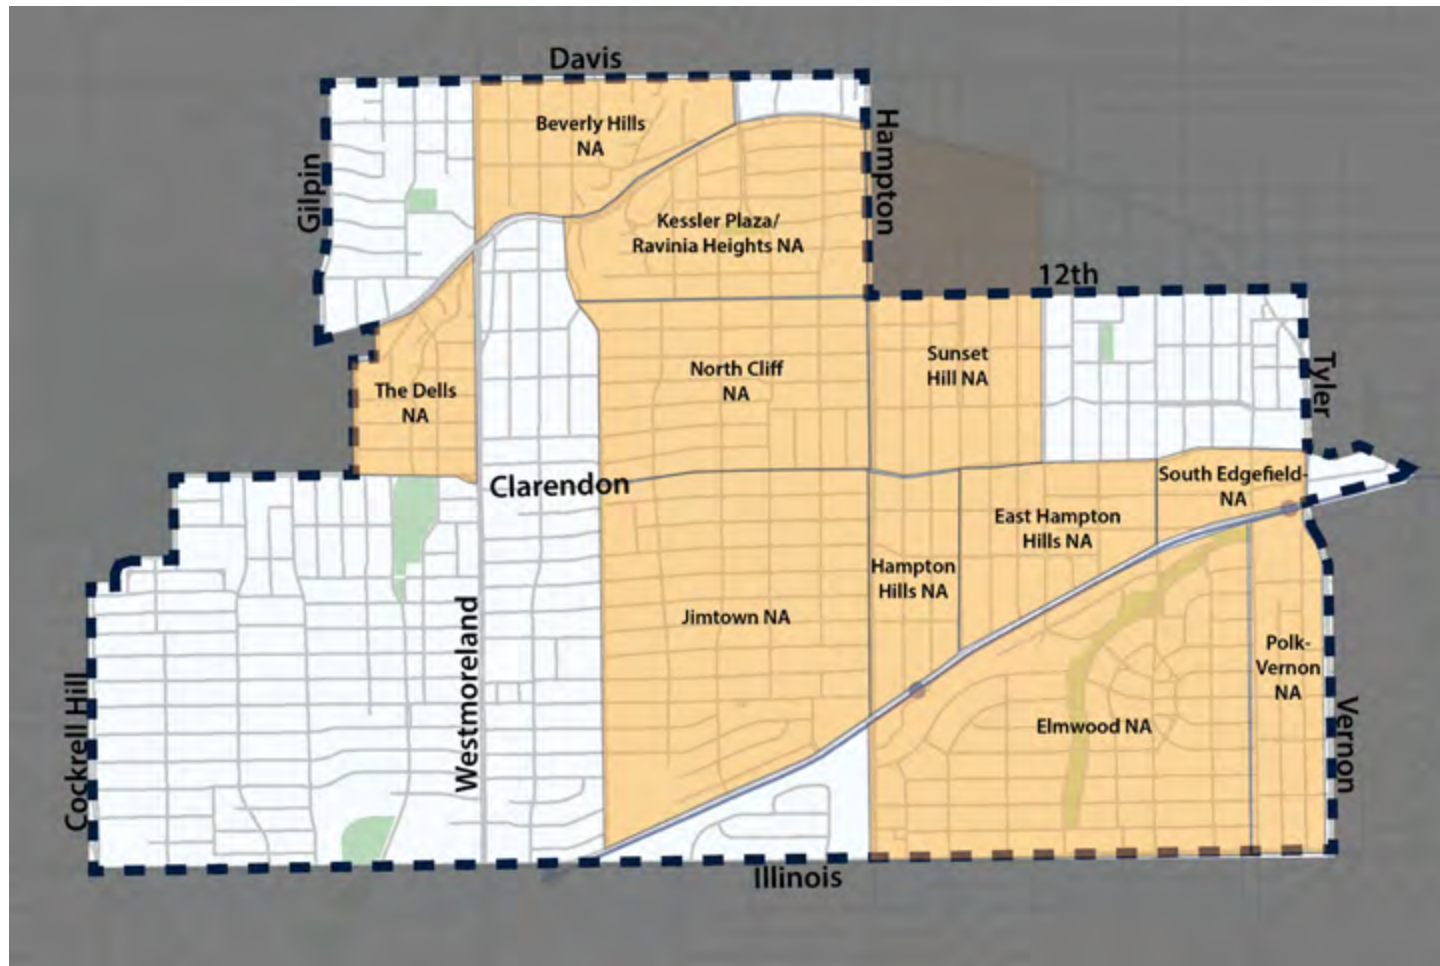 Davis
Beverly Hills
NA
Hampton
Gilpin
Kessler Plaza/
Ravinia Heights NA
12th
Sunset
Hill NA
North Cliff
NA
The Dells
NA
Tyler
Clarendon
South Edgefield-
NA
East Hampton
Hills NA
Hampton
Hills NA
Jimtown NA
Westmoreland
Polk-
Vernon
NA
Elmwood NA
Cockrell Hill
Vernon
Illinois